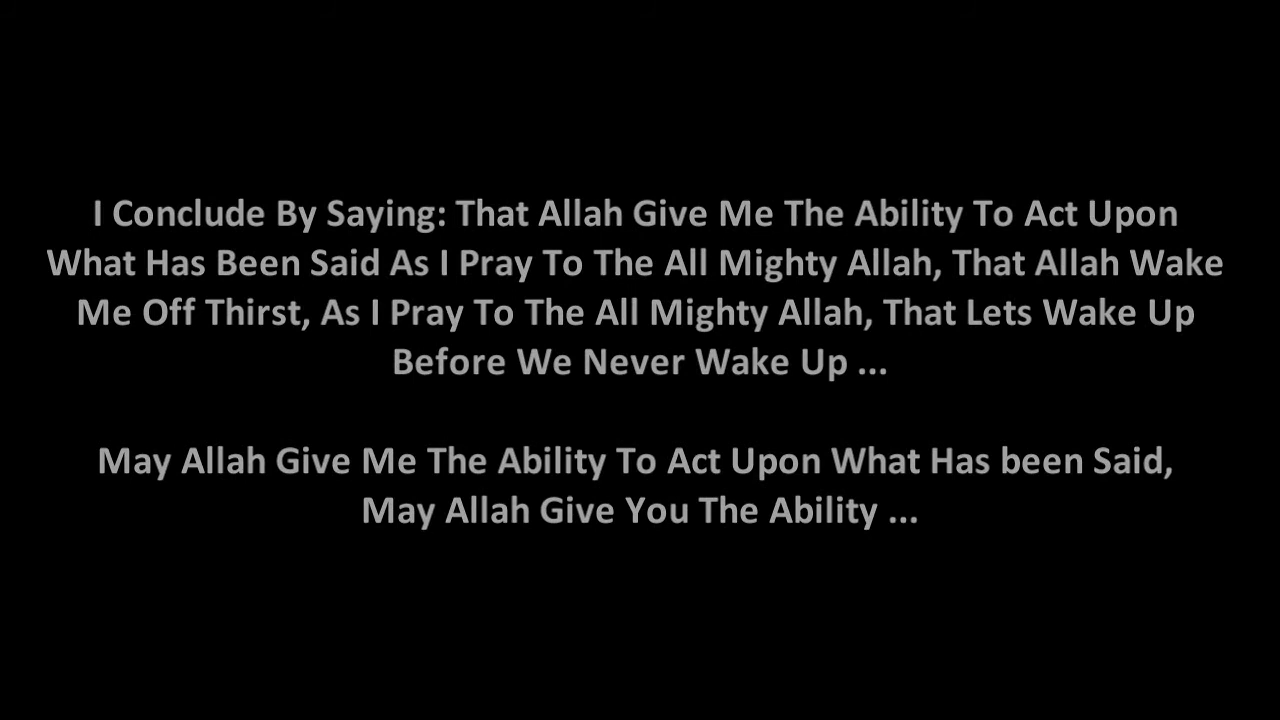 I Conclude By Saying: That Allah Give Me The Ability To Act Upon
What Has Been Said As I Pray To The All Mighty Allah, That Allah Wake
Me Off Thirst, As I Pray To The All Mighty Allah, That Lets Wake Up
Before We Never Wake Up ...
May Allah Give Me The Ability To Act Upon What Has been Said,
May Allah Give You The Ability ...